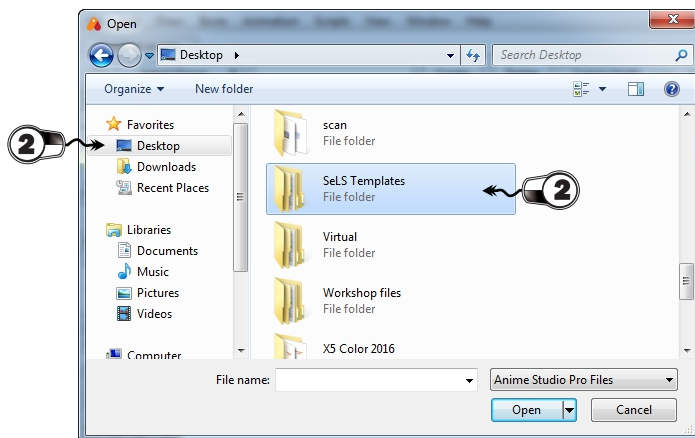 Open
Desktop
Search Desktop
Organize
New folder
2
Favorites
Desktop
Downloads
Recent Places
Libraries
Documents
Music
Pictures
Videos
Computer
scan
File folder
SeLS Templates
File folder
2
Virtual
File folder
Workshop files
File folder
X5 Color 2016
File name:
Anime Studio Pro Files
Open
Cancel